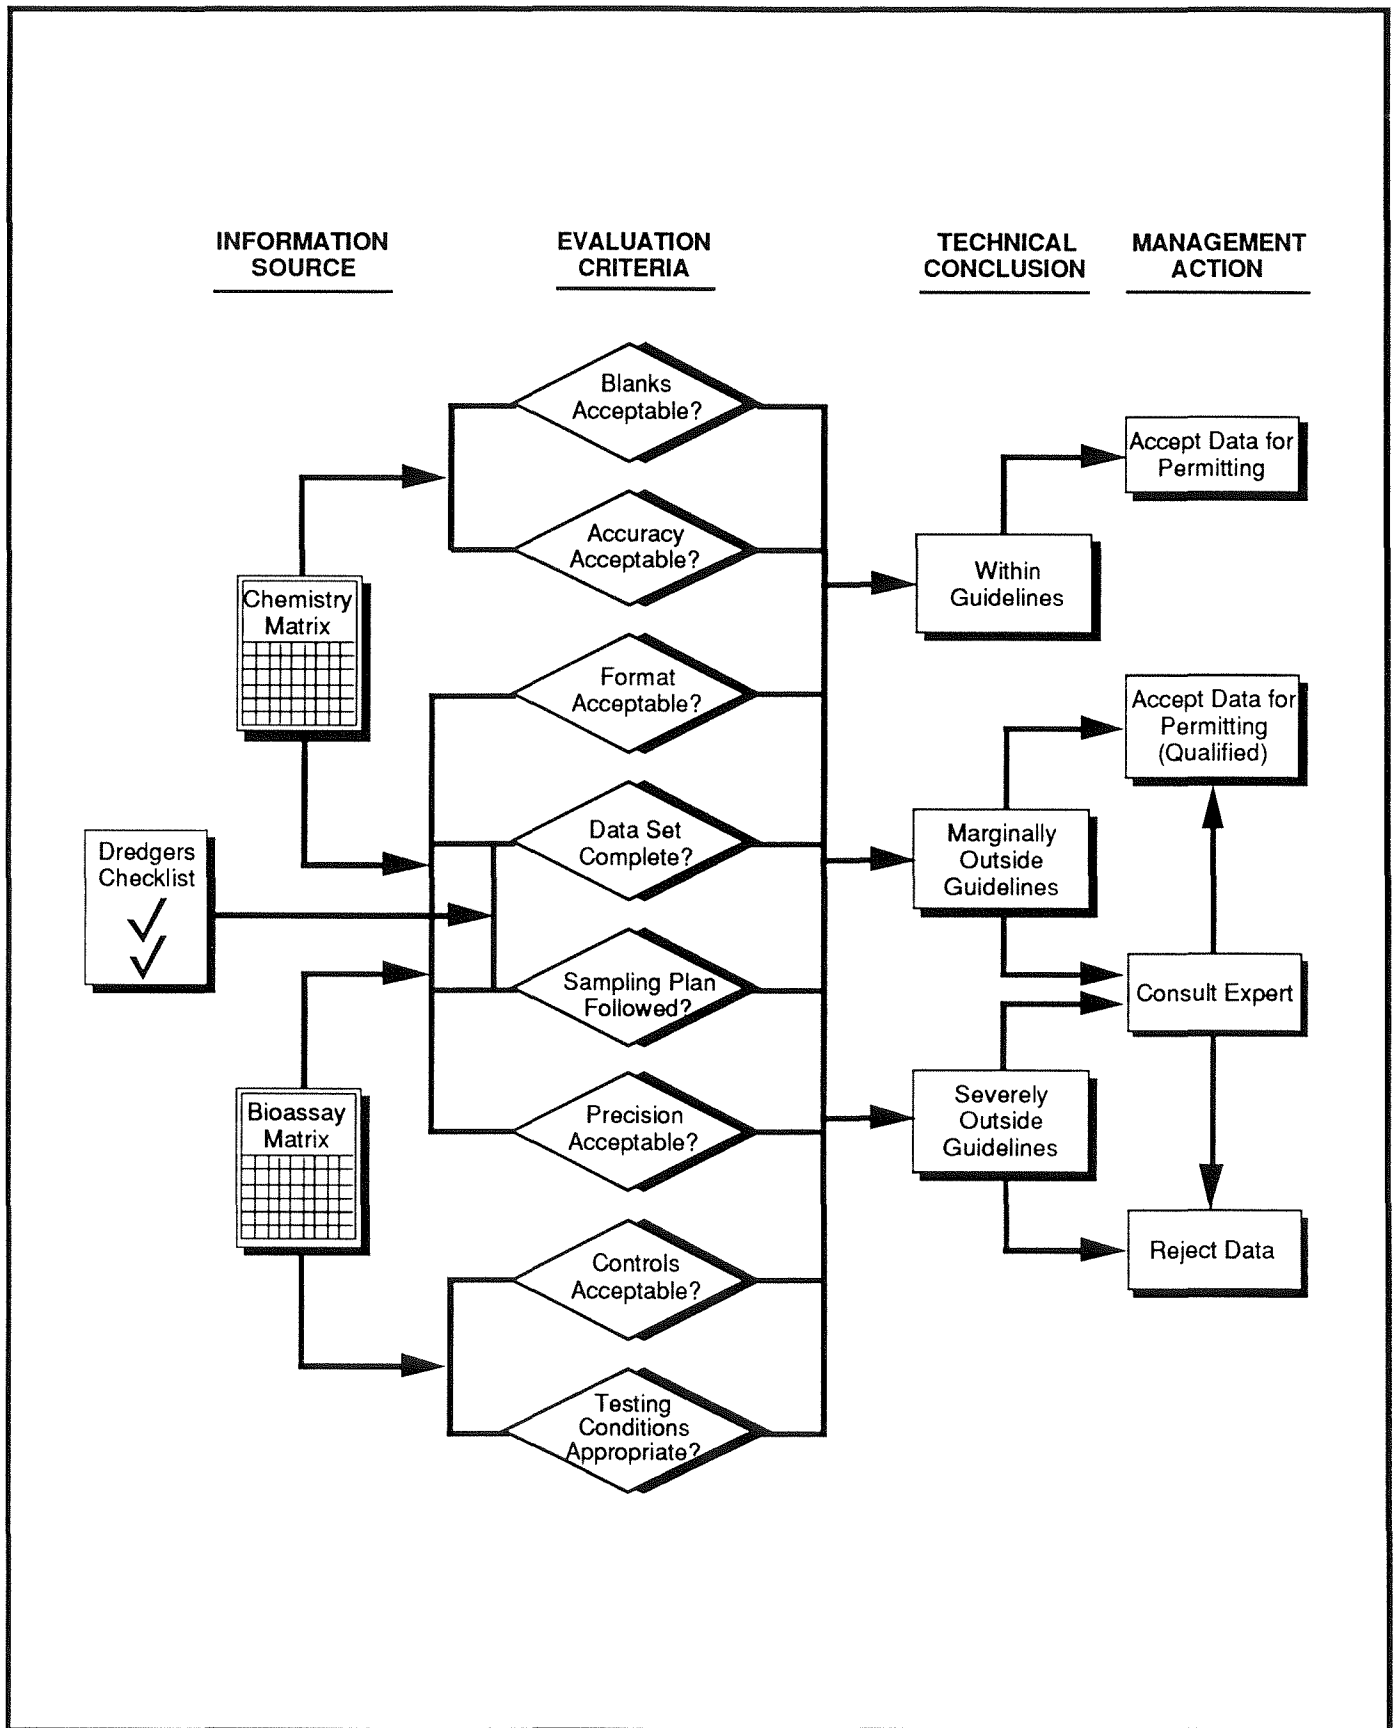 INFORMATION
SOURCE
EVALUATION
CRITERIA
TECHNICAL
CONCLUSION
MANAGEMENT
ACTION
Blanks
Acceptable?
Accuracy
Acceptable?
Format
Acceptable?
Data Set
Complete?
Sampling Plan
Followed?
Precision
Acceptable?
Controls
Acceptable?
Testing
Conditions
Appropriate?
Chemistry
Matrix
Dredgers
Checklist
Bioassay
Matrix
Within
Guidelines
Marginally
Outside
Guidelines
Severely
Outside
Guidelines
Accept Data for
Permitting
Accept Data for
Permitting
(Qualified)
Consult Expert
Reject Data